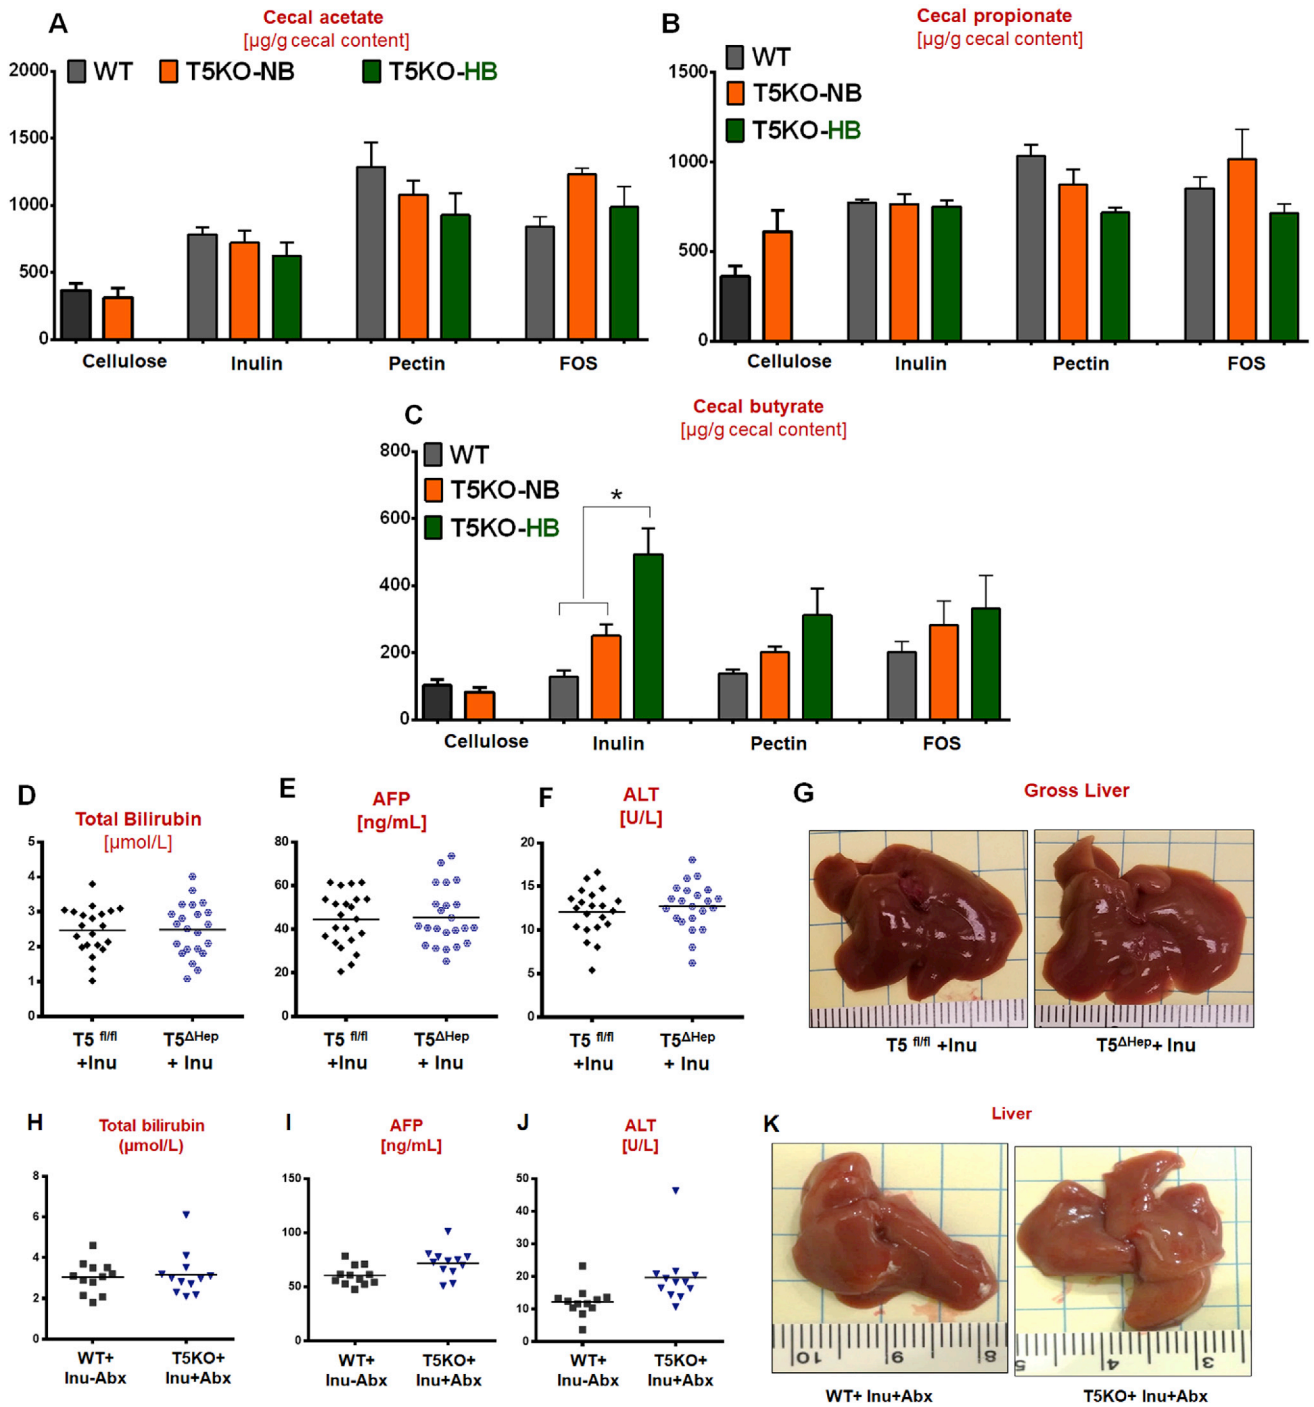 A
Cecal acetate
[µg/g cecal content]
WT
T5KO-NB
T5KO-HB
2000
1500
1000
500
0
Cellulose
Inulin
Pectin
FOS
B
Cecal propionate
[µg/g cecal content]
WT
T5KO-NB
T5KO-HB
1500
1000
500
0
Cellulose
Inulin
Pectin
FOS
C
Cecal butyrate
[µg/g cecal content]
WT
T5KO-NB
T5KO-HB
800
600
400
200
0
*
Cellulose
Inulin
Pectin
FOS
D
Total Bilirubin
[µmol/L]
5
4
3
2
1
0
T5 fl/fl
+Inu
T5ΔHep
+ Inu
E
AFP
[ng/mL]
80
60
40
20
0
T5 fl/fl
+Inu
T5ΔHep
+ Inu
F
ALT
[U/L]
20
15
10
5
0
T5 fl/fl
+Inu
T5ΔHep
+ Inu
G
Gross Liver
T5 fl/fl +Inu
T5ΔHep+ Inu
H
Total bilirubin
(µmol/L)
8
6
4
2
0
WT+
Inu-Abx
T5KO+
Inu+Abx
I
AFP
[ng/mL]
150
100
50
0
WT+
Inu-Abx
T5KO+
Inu+Abx
J
ALT
[U/L]
50
40
30
20
10
0
WT+
Inu-Abx
T5KO+
Inu+Abx
K
Liver
10
9
8
5
4
3
WT+ Inu+Abx
T5KO+ Inu+Abx